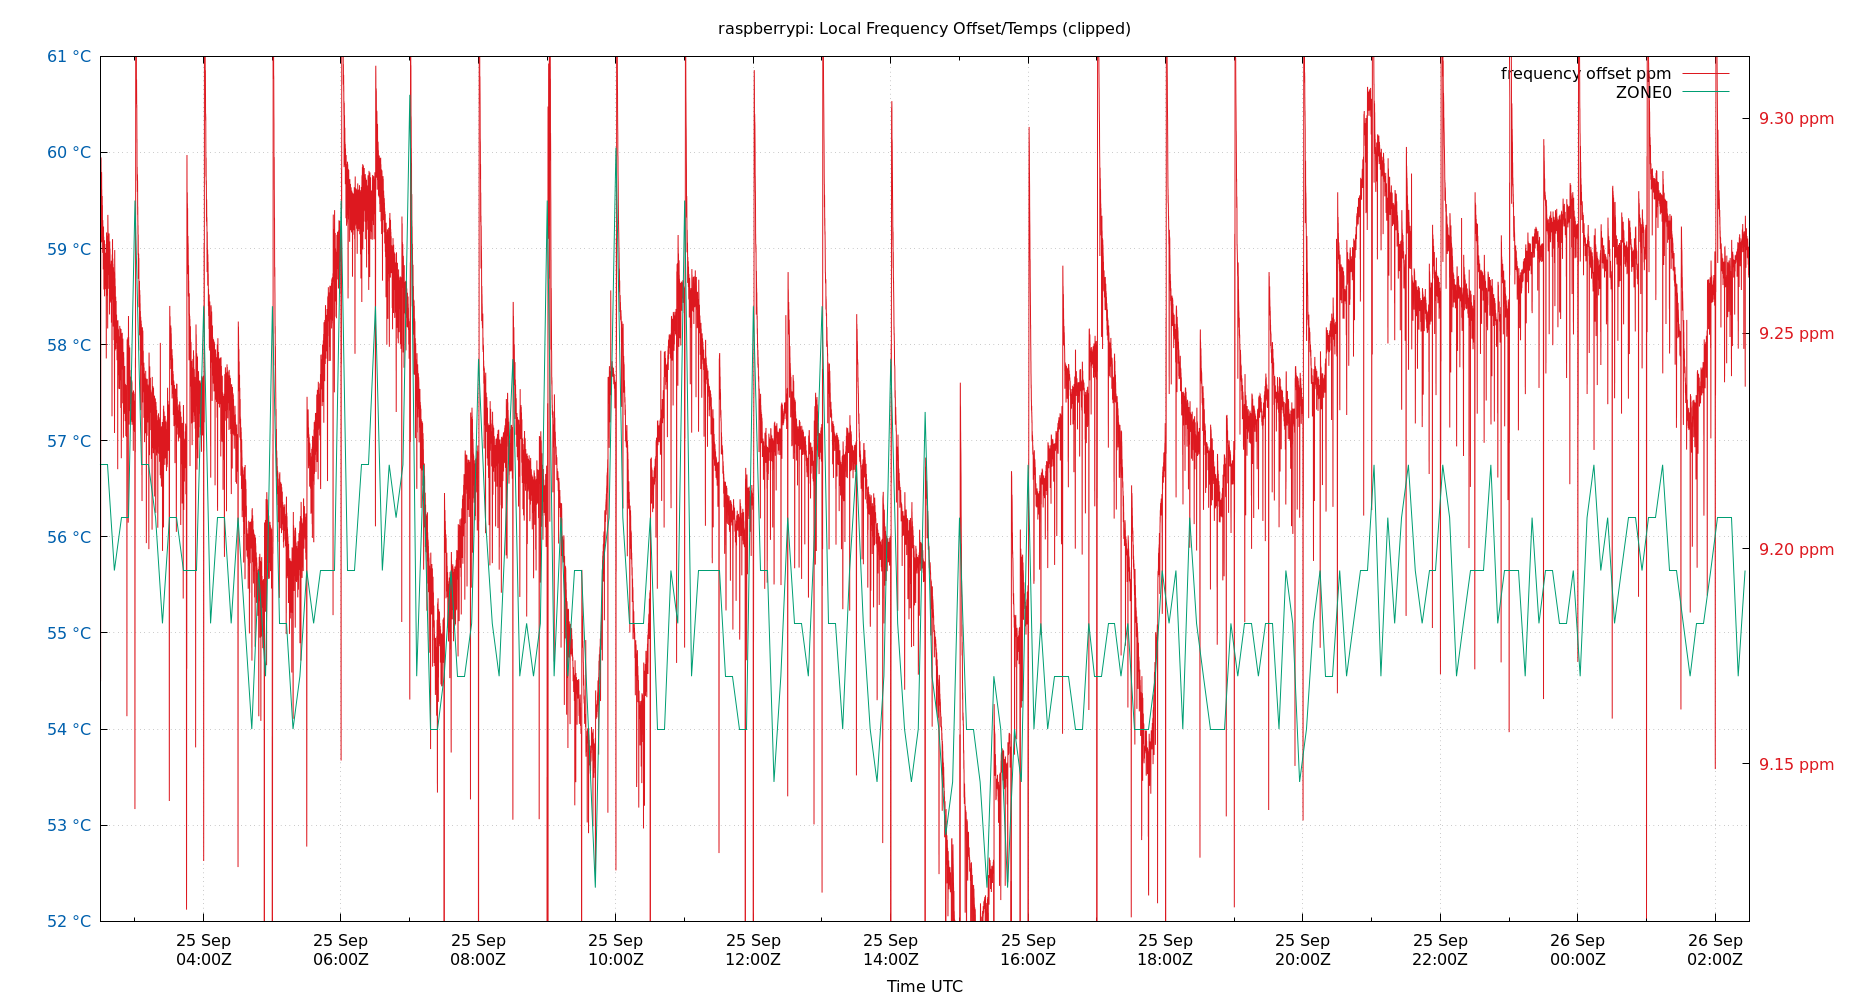 raspberrypi: Local Frequency Offset/Temps (clipped)
61 °C
60 °C
59 °C
58 °C
57 °C
56 °C
55 °C
54 °C
53 °C
52 °C
frequency offset ppm
ZONE0
9.30 ppm
9.25 ppm
9.20 ppm
9.15 ppm
25 Sep
04:00Z
25 Sep
06:00Z
25 Sep
08:00Z
25 Sep
10:00Z
25 Sep
12:00Z
25 Sep
14:00Z
25 Sep
16:00Z
25 Sep
18:00Z
25 Sep
20:00Z
25 Sep
22:00Z
26 Sep
00:00Z
26 Sep
02:00Z
Time UTC